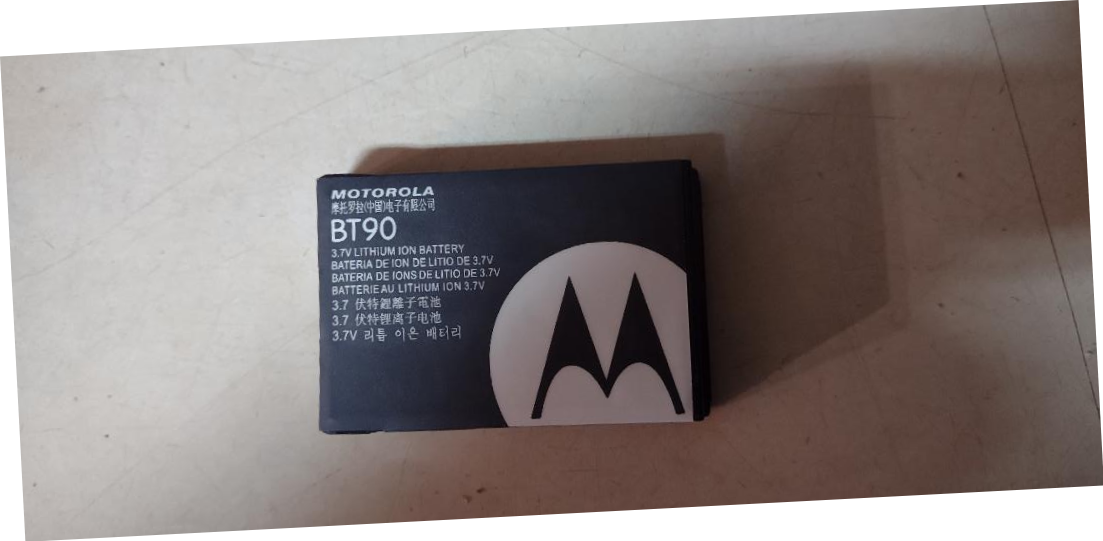 MOTOROLA
摩托罗拉(中国)电子有限公司
BT90
3.7V LITHIUM ION BATTERY
BATERIA DE ION DE LITIO DE 3.7V
BATERIA DE IONS DE LITIO DE 3.7V
BATTERIE AU LITHIUM ION 3.7V
3.7 伏特鋰離子電池
3.7 伏特锂离子电池
3.7V 리튬 이온 배터리